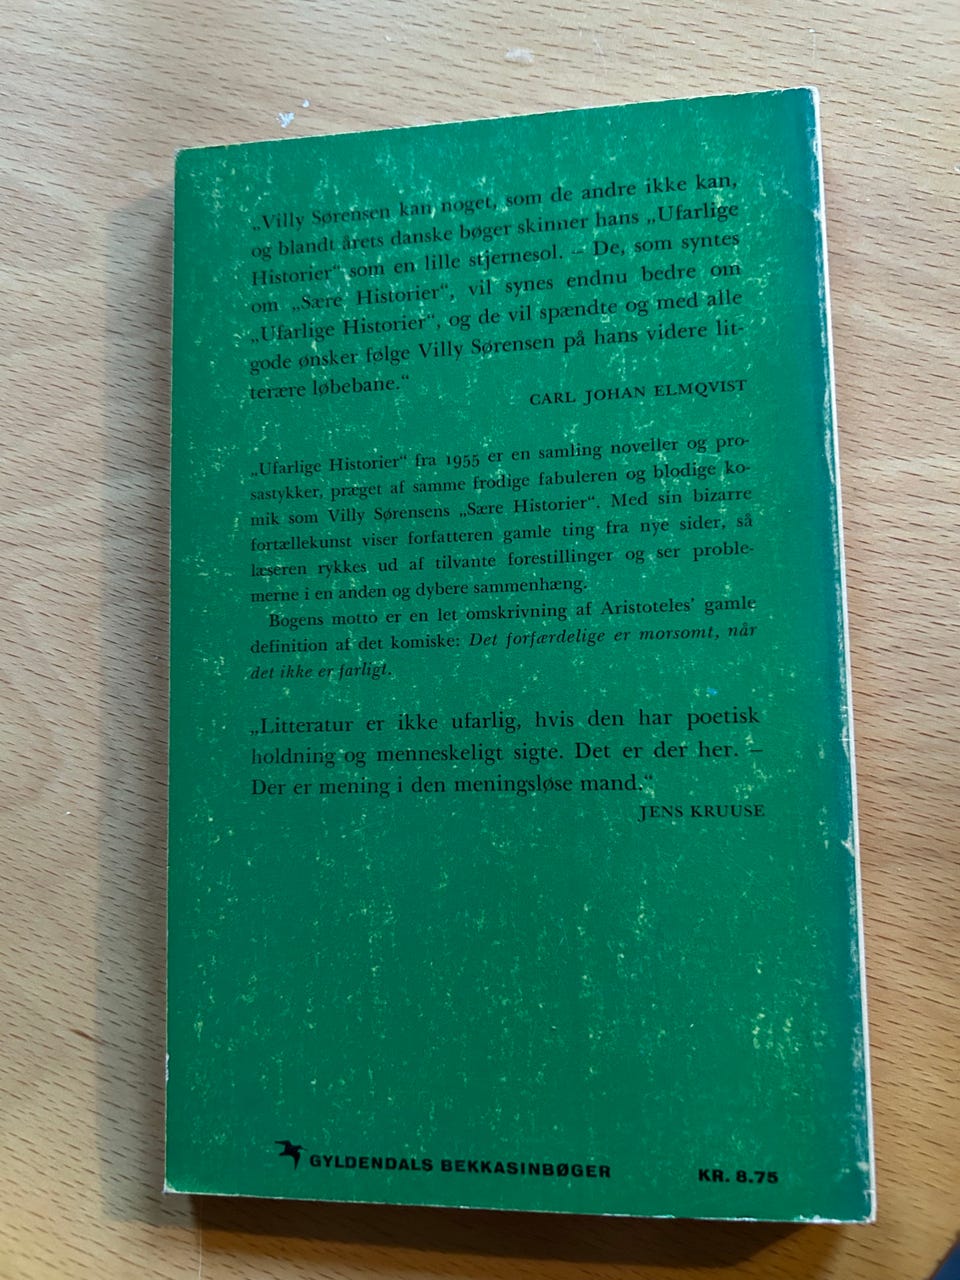 „Villy Sørensen kan noget, som de andre ikke kan,
og blandt årets danske bøger skinner hans „Ufarlige
Historier“ som en lille stjernesol. – De, som syntes
om „Sære Historier“, vil synes endnu bedre om
„Ufarlige Historier“, og de vil spændte og med alle
gode ønsker følge Villy Sørensen på hans videre lit-
terære løbebane.“
CARL JOHAN ELMQVIST
„Ufarlige Historier“ fra 1955 er en samling noveller og pro-
sastykker, præget af samme frodige fabuleren og blodige ko-
mik som Villy Sørensens „Sære Historier“. Med sin bizarre
fortællekunst viser forfatteren gamle ting fra nye sider, så
læseren rykkes ud af tilvante forestillinger og ser proble-
merne i en anden og dybere sammenhæng.
Bogens motto er en let omskrivning af Aristoteles’ gamle
definition af det komiske: Det forfærdelige er morsomt, når
det ikke er farligt.
„Litteratur er ikke ufarlig, hvis den har poetisk
holdning og menneskeligt sigte. Det er der her. –
Der er mening i den meningsløse mand.“
JENS KRUUSE
GYLDENDALS BEKKASINBØGER
KR. 8.75